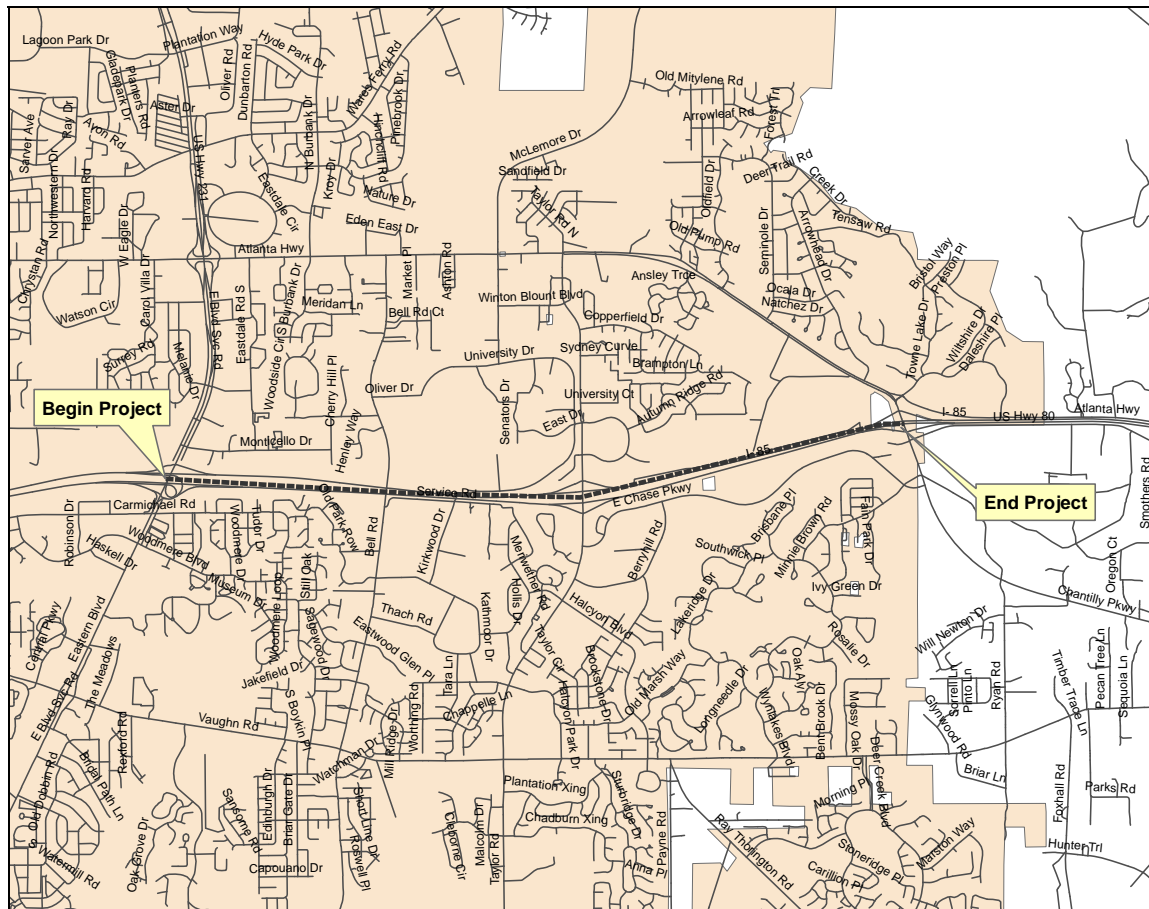 Lagoon Park Dr
Plantation Way
Hyde Park Dr
Gladepark Dr
Planters Rd
Oliver Rd
Dunbarton Rd
Wares Ferry Rd
Pinebrook Dr
Old Mitylene Rd
Aster Dr
Ray Dr
Sarver Ave
Avon Rd
N Burbank Dr
Hinchcliff Rd
McLemore Dr
Arrowleaf Rd
Forest Trl
US Hwy 231
Kroy Dr
Sandfield Dr
Deer Trail Rd
Creek Dr
Northwestern Dr
Harvard Rd
Eastdale Cir
Nature Dr
Taylor Rd N
Oldfield Dr
Tensaw Rd
W Eagle Dr
Eden East Dr
Old Pump Rd
Seminole Dr
Arrowhead Dr
Chrystan Rd
Atlanta Hwy
Market Pl
Ashton Rd
Ansley Trce
Bristol Way
Preston Pl
Watson Cir
Carol Villa Dr
E Blvd Svc Rd
Eastdale Rd S
S Burbank Dr
Meridan Ln
Bell Rd Ct
Winton Blount Blvd
Ocala Dr
Natchez Dr
Copperfield Dr
Towne Lake Dr
Wiltshire Dr
Daleshire Pl
Surrey Rd
Melanie Dr
Woodside Cir
Cherry Hill Pl
University Dr
Sydney Curve
Brampton Ln
Oliver Dr
Senators Dr
University Ct
Autumn Ridge Rd
Begin Project
East Dr
I- 85
US Hwy 80
Atlanta Hwy
Monticello Dr
Henley Way
I-85
Service Rd
E Chase Pkwy
End Project
Smothers Rd
Carmichael Rd
Robinson Dr
Haskell Dr
Woodmere Blvd
Woodmere Dr
Tudor Dr
Old Park Row
Bell Rd
Kirkwood Dr
Meriwether Rd
Berryhill Rd
Brisbane Pl
Minnie Brown Rd
Fain Park Dr
Southwick Pl
Museum Dr
Still Oak
Hollis Dr
Halcyon Blvd
Lakeridge Dr
Ivy Green Dr
Oregon Ct
Chantilly Pkwy
Central Pkwy
Eastern Blvd
Woodmere Loop
Sagewood Dr
Thach Rd
Kathmoor Dr
Taylor Cir
Rosalie Dr
Will Newton Dr
The Meadows
Jakefield Dr
Eastwood Glen Pl
Tara Ln
Brookstone Dr
Old Marsh Way
Longneedle Dr
Oak Aly
Timber Trace Ln
Pecan Tree Ln
Sequoia Ln
E Blvd Svc Rd
Vaughn Rd
S Boykin Ln
Worthing Rd
Chappelle Ln
Halcyon Park Dr
Wynlakes Blvd
Bent Brook Dr
Mossy Oak Dr
Sorrell Ln
Pinto Ln
Ryan Rd
Glynwood Rd
Rexford Rd
Watchman Dr
Mill Ridge Dr
Deer Creek Blvd
Briar Ln
Old Dobbin Rd
Bridal Path Ln
Edinburgh Dr
Briar Gate Dr
Plantation Xing
Sturbridge Dr
Morning Pl
Foxhall Rd
Parks Rd
Sansome Rd
Short Line Dr
Cleborne Cir
Malcolm Dr
Taylor Rd
Chadburn Xing
Payne Rd
Ray Thorington Rd
Marston Way
Oak Grove Dr
Capouano Dr
Roswell Pl
Anna Pl
Stoneridge Pl
Carillion Pl
Hunter Trl
S Watermill Rd